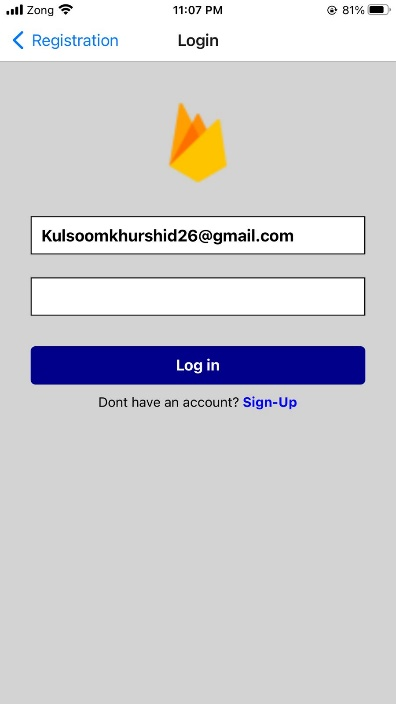 Zong 11:07 PM 81%
Registration Login
Kulsoomkhurshid26@gmail.com
Log in
Dont have an account? Sign-Up